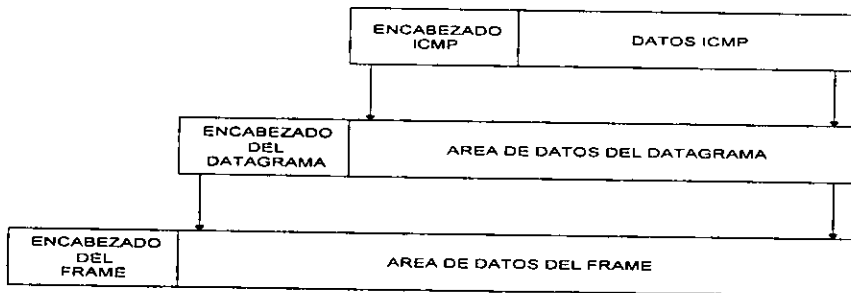 ENCABEZADO
ICMP
DATOS ICMP
ENCABEZADO
DEL
DATAGRAMA
AREA DE DATOS DEL DATAGRAMA
ENCABEZADO
DEL
FRAME
AREA DE DATOS DEL FRAME